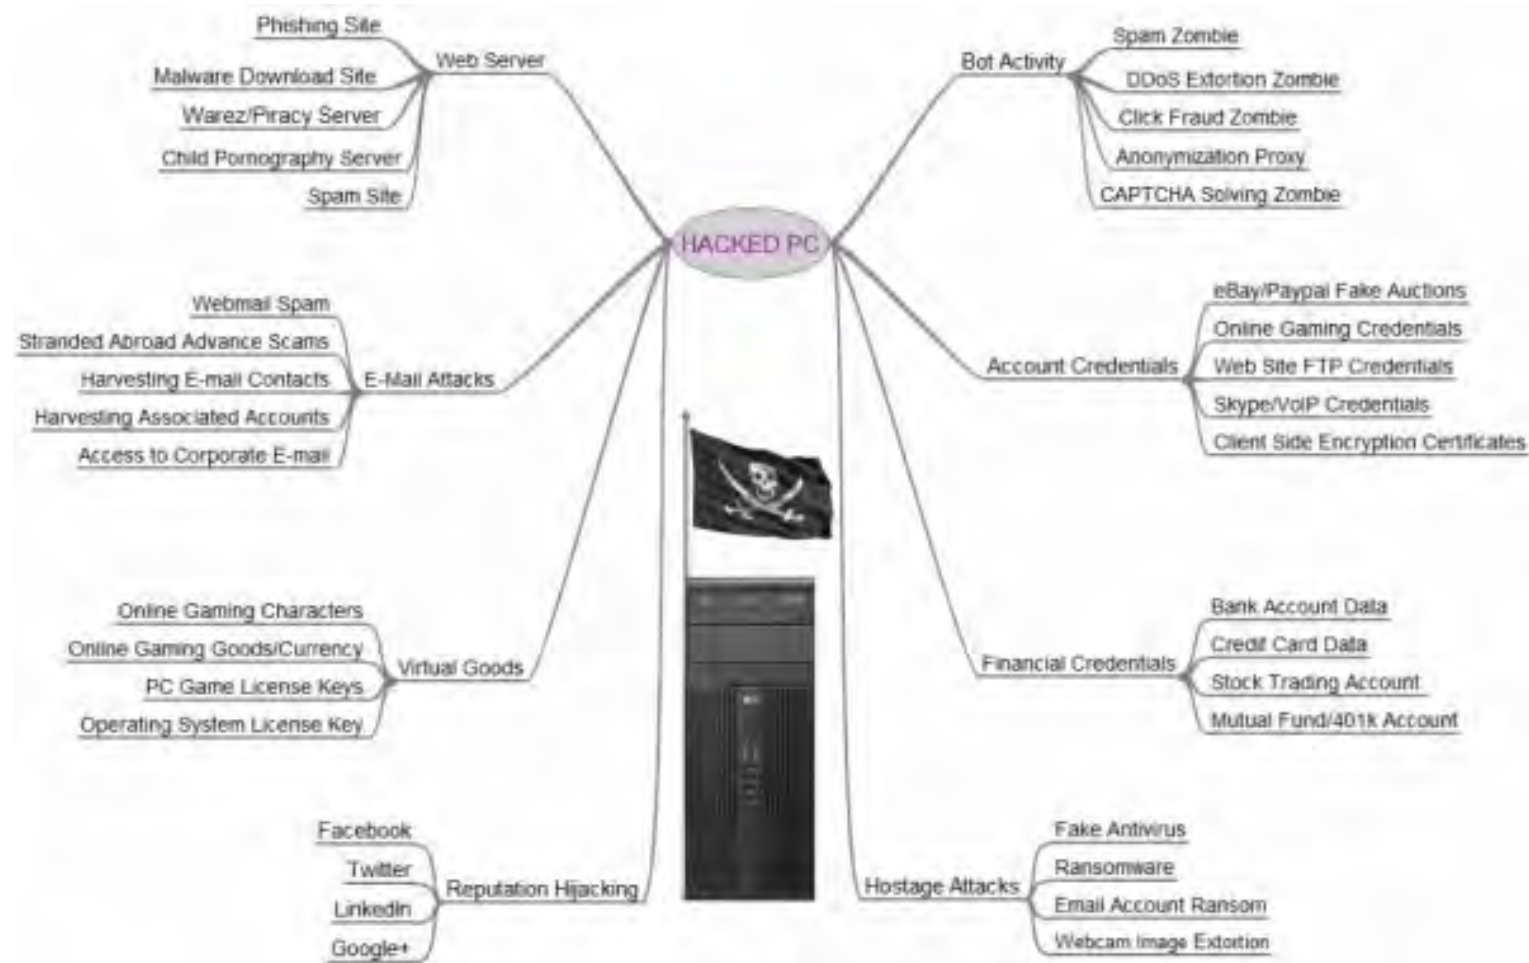 HACKED PC
Web Server
Phishing Site
Malware Download Site
Warez/Piracy Server
Child Pornography Server
Spam Site
E-Mail Attacks
Webmail Spam
Stranded Abroad Advance Scams
Harvesting E-mail Contacts
Harvesting Associated Accounts
Access to Corporate E-mail
Virtual Goods
Online Gaming Characters
Online Gaming Goods/Currency
PC Game License Keys
Operating System License Key
Reputation Hijacking
Facebook
Twitter
LinkedIn
Google+
Bot Activity
Spam Zombie
DDoS Extortion Zombie
Click Fraud Zombie
Anonymization Proxy
CAPTCHA Solving Zombie
Account Credentials
eBay/Paypal Fake Auctions
Online Gaming Credentials
Web Site FTP Credentials
Skype/VoIP Credentials
Client Side Encryption Certificates
Financial Credentials
Bank Account Data
Credit Card Data
Stock Trading Account
Mutual Fund/401k Account
Hostage Attacks
Fake Antivirus
Ransomware
Email Account Ransom
Webcam Image Extortion